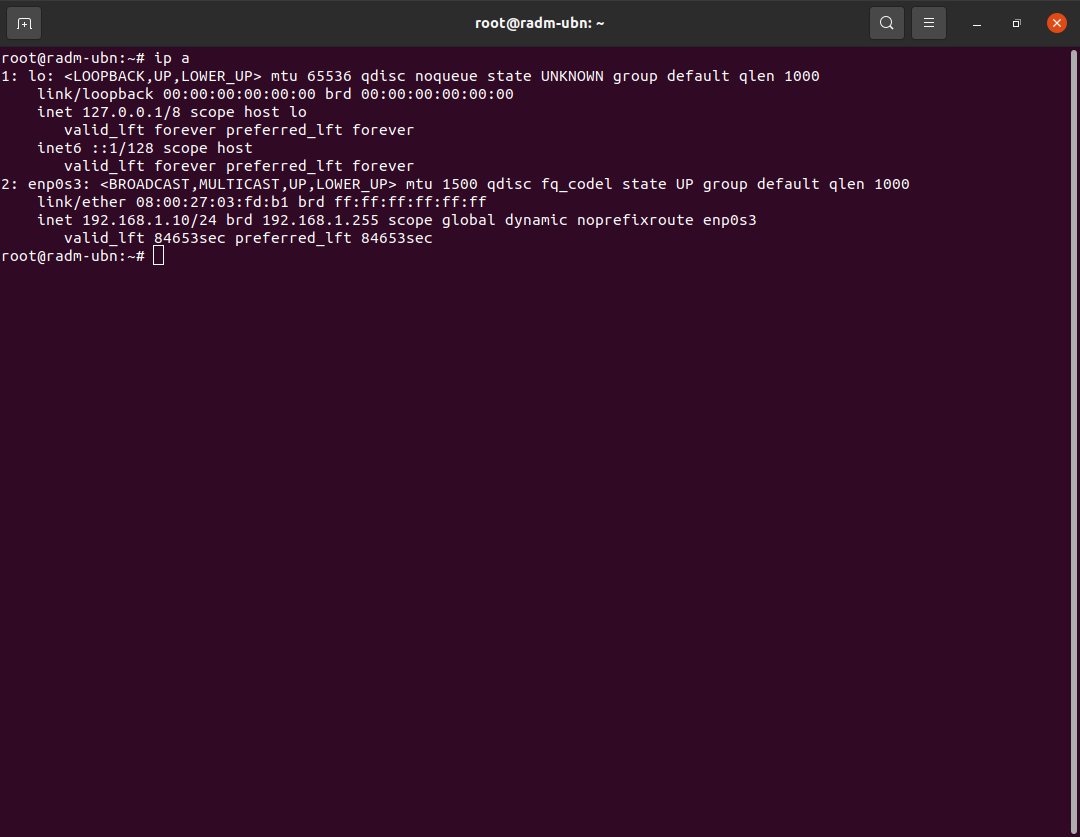 root@radm-ubn: ~
root@radm-ubn:~# ip a
1: lo: <LOOPBACK,UP,LOWER_UP> mtu 65536 qdisc noqueue state UNKNOWN group default qlen 1000
    link/loopback 00:00:00:00:00:00 brd 00:00:00:00:00:00
    inet 127.0.0.1/8 scope host lo
       valid_lft forever preferred_lft forever
    inet6 ::1/128 scope host
       valid_lft forever preferred_lft forever
2: enp0s3: <BROADCAST,MULTICAST,UP,LOWER_UP> mtu 1500 qdisc fq_codel state UP group default qlen 1000
    link/ether 08:00:27:03:fd:b1 brd ff:ff:ff:ff:ff:ff
    inet 192.168.1.10/24 brd 192.168.1.255 scope global dynamic noprefixroute enp0s3
       valid_lft 84653sec preferred_lft 84653sec
root@radm-ubn:~#